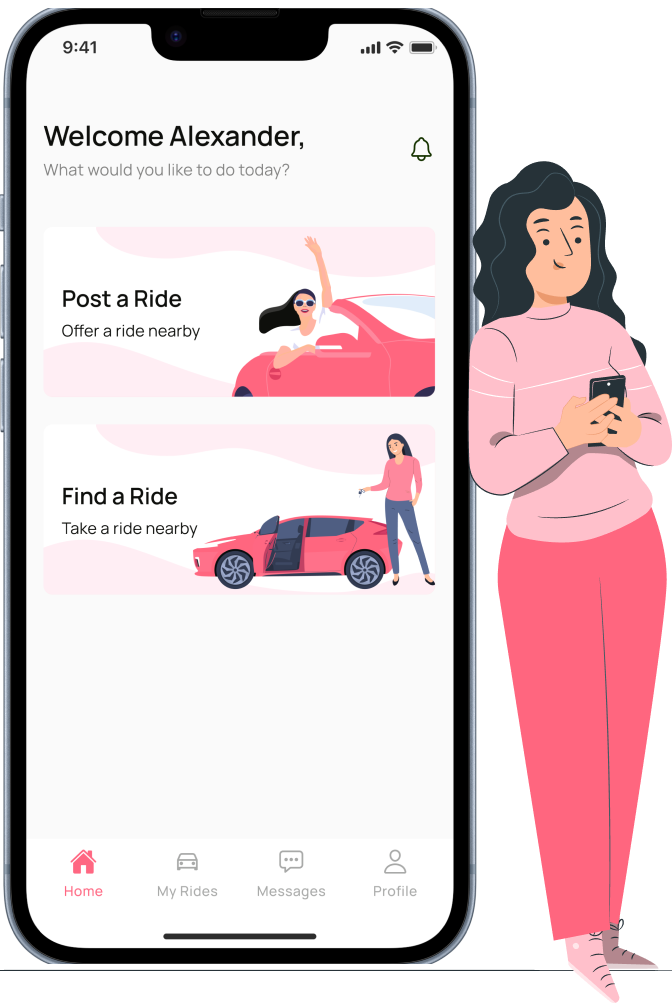 9:41
Welcome Alexander,
What would you like to do today?
Post a Ride
Offer a ride nearby
Find a Ride
Take a ride nearby
Home My Rides Messages Profile